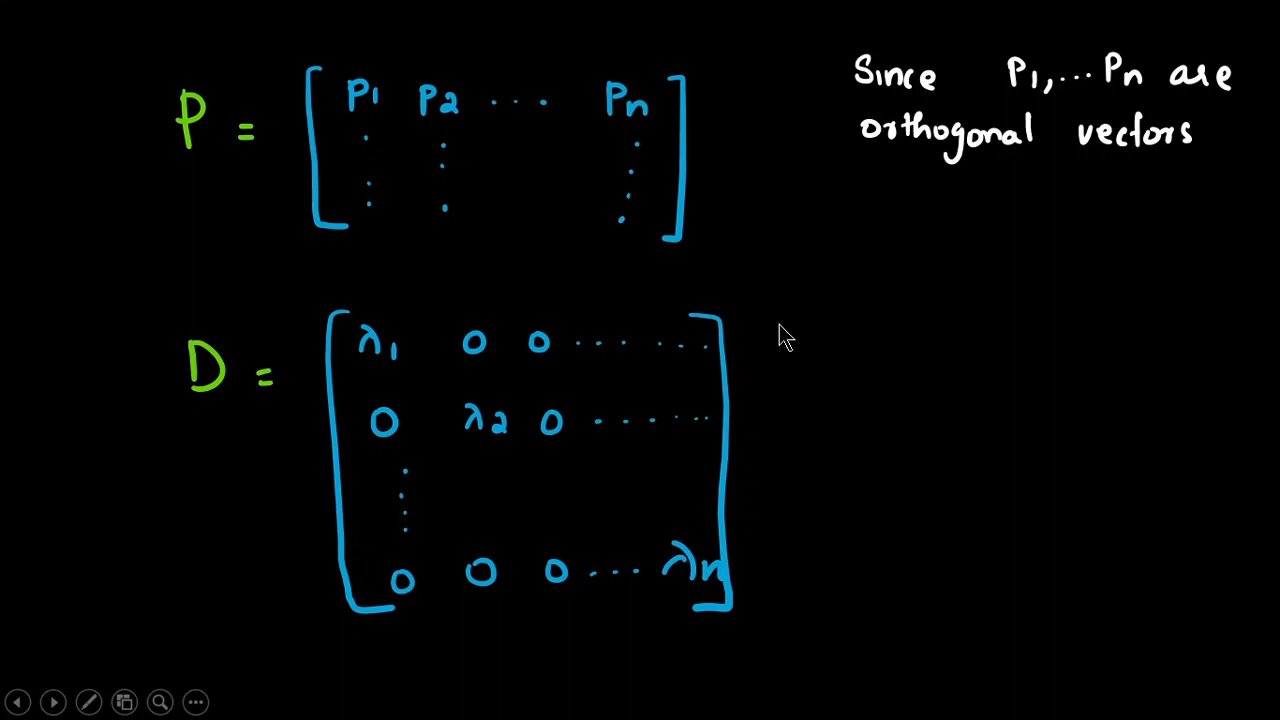 P = [ P1 P2 ... Pn ]
Since P1, ... Pn are
orthogonal vectors
D = [ λ1 0 0 ..... ...
0 λ2 0 ..... ...
0 0 0 ... λn ]